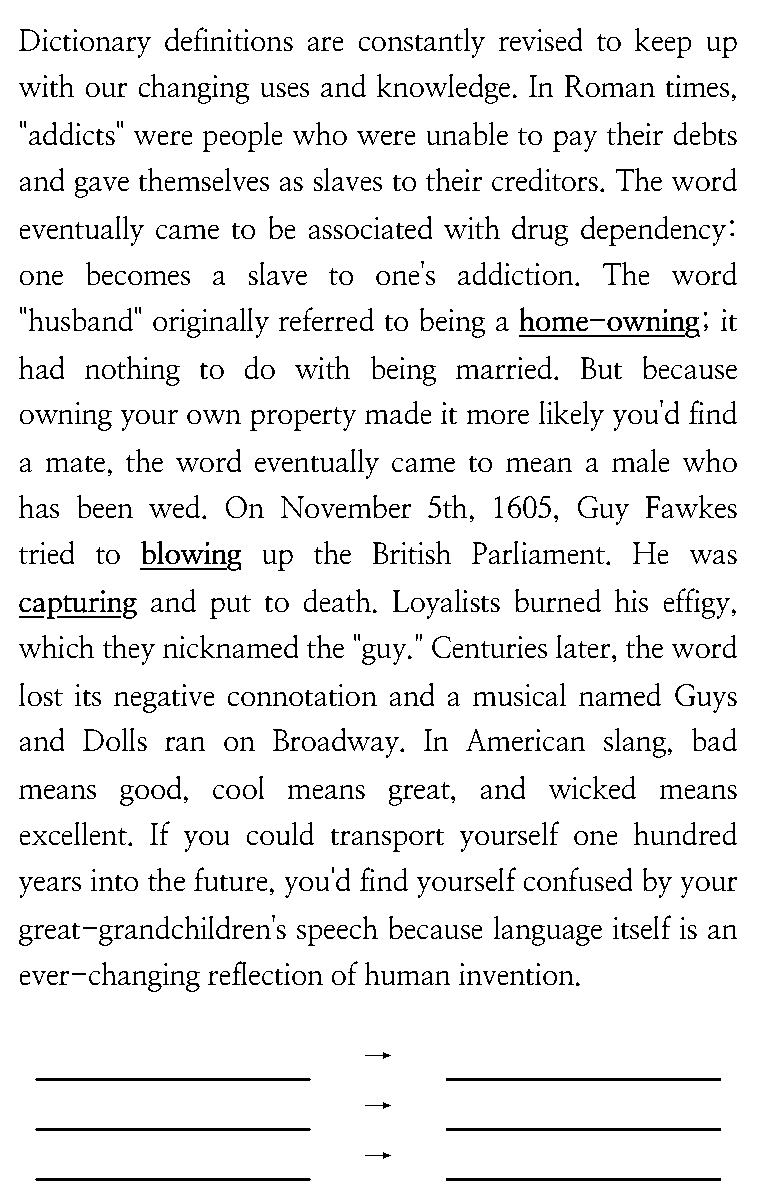 Dictionary definitions are constantly revised to keep up
with our changing uses and knowledge. In Roman times,
"addicts" were people who were unable to pay their debts
and gave themselves as slaves to their creditors. The word
eventually came to be associated with drug dependency:
one becomes a slave to one's addiction. The word
"husband" originally referred to being a home-owning; it
had nothing to do with being married. But because
owning your own property made it more likely you'd find
a mate, the word eventually came to mean a male who
has been wed. On November 5th, 1605, Guy Fawkes
tried to blowing up the British Parliament. He was
capturing and put to death. Loyalists burned his effigy,
which they nicknamed the "guy." Centuries later, the word
lost its negative connotation and a musical named Guys
and Dolls ran on Broadway. In American slang, bad
means good, cool means great, and wicked means
excellent. If you could transport yourself one hundred
years into the future, you'd find yourself confused by your
great-grandchildren's speech because language itself is an
ever-changing reflection of human invention.
→
→
→